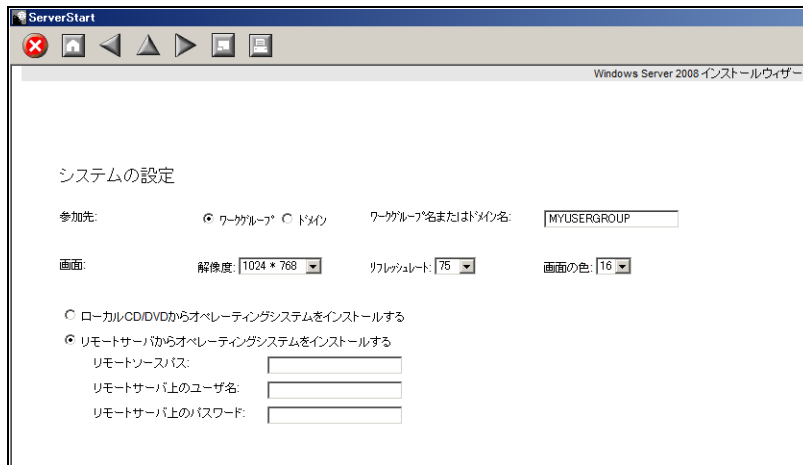 ServerStart
Windows Server 2008 インストールウィザー
システムの設定
参加先: ワークグループ ドメイン ワークグループ名またはドメイン名: MYUSERGROUP
画面: 解像度: 1024 * 768 リフレッシュレート: 75 画面の色: 16
ローカルCD/DVDからオペレーティングシステムをインストールする
リモートサーバからオペレーティングシステムをインストールする
リモートソースパス:
リモートサーバ上のユーザ名:
リモートサーバ上のパスワード: